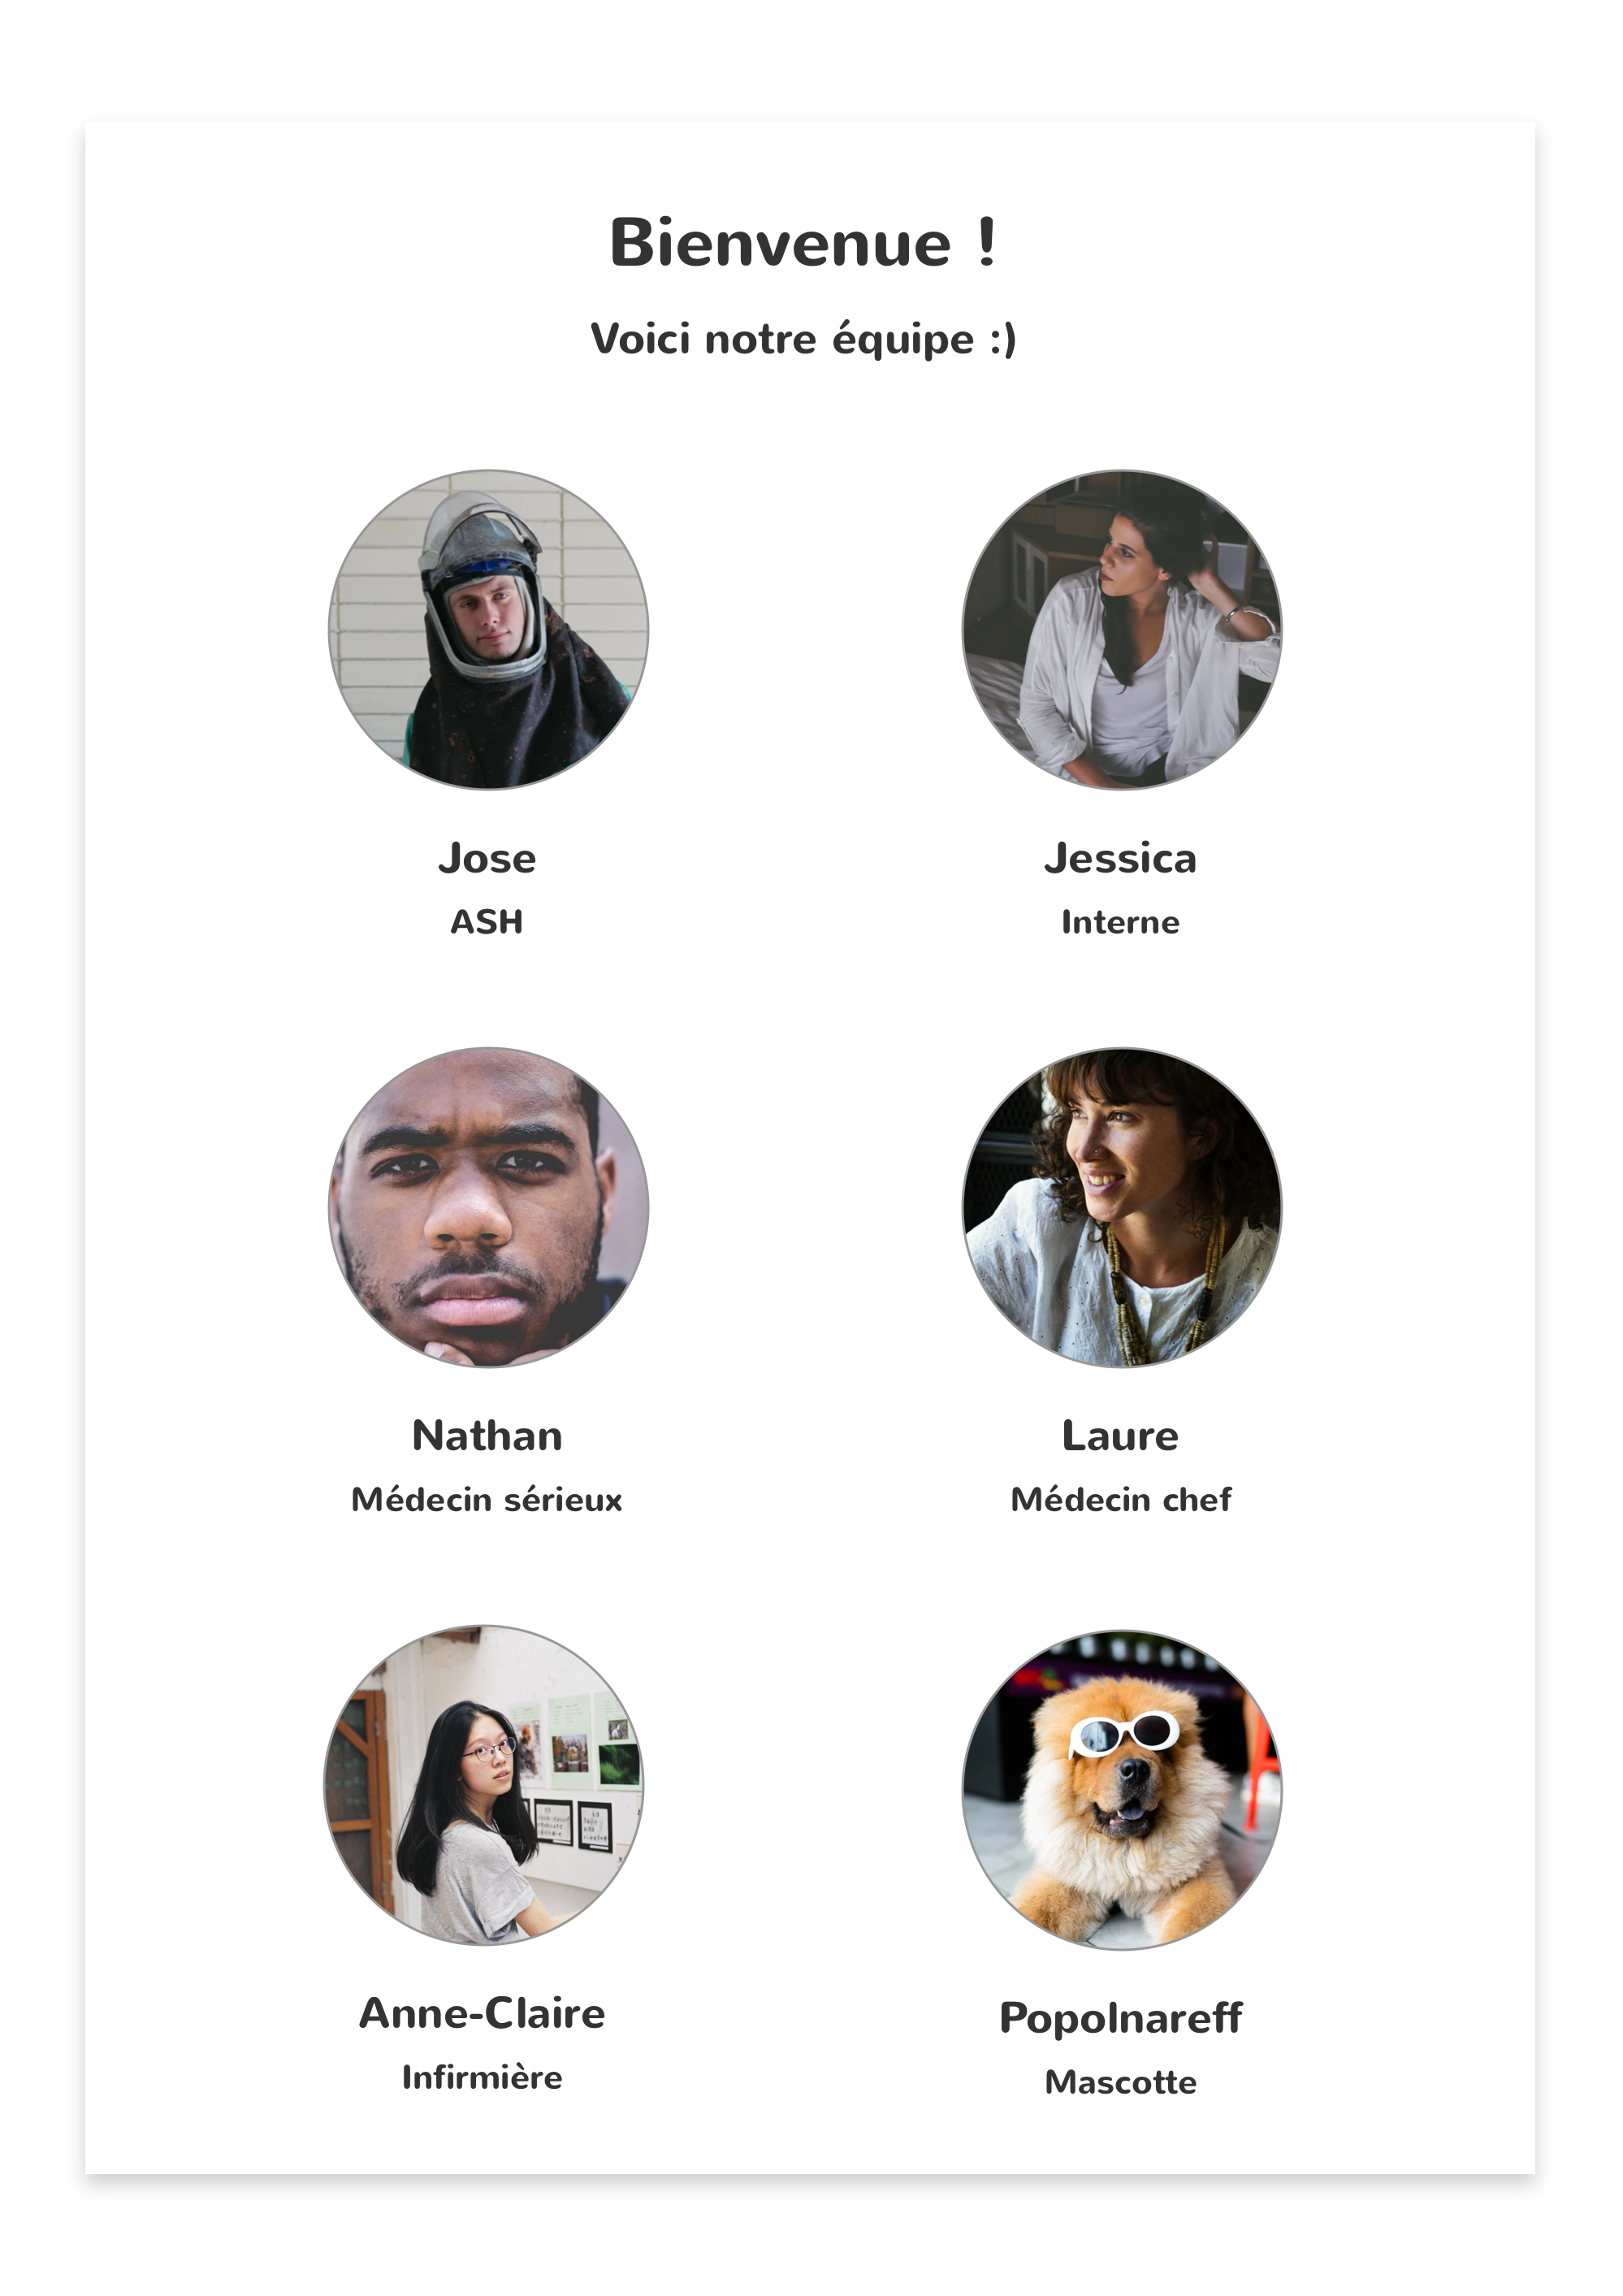 Bienvenue !
Voici notre équipe :)
Jose
ASH
Jessica
Interne
Nathan
Médecin sérieux
Laure
Médecin chef
Anne-Claire
Infirmière
Popolnareff
Mascotte